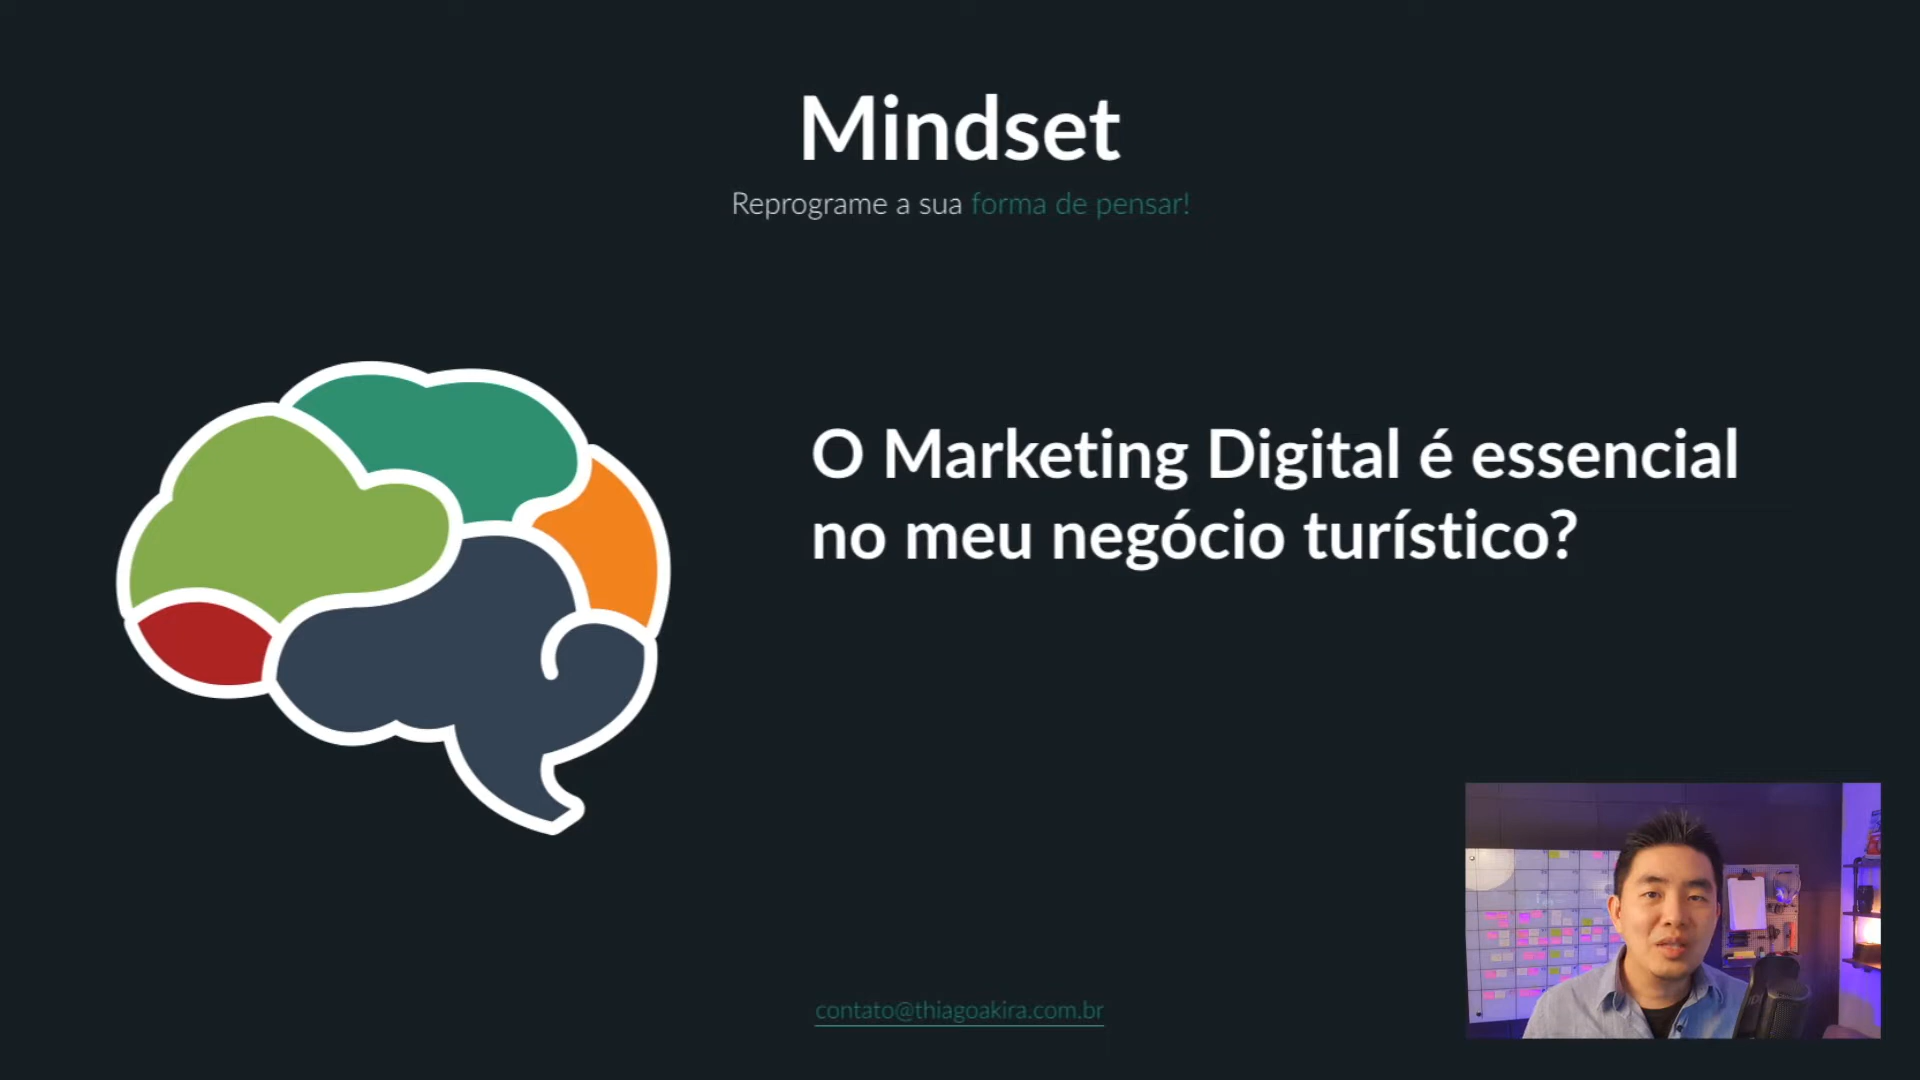 Mindset
Reprograme a sua forma de pensar!
O Marketing Digital é essencial
no meu negócio turístico?
contato@thiagoakira.com.br